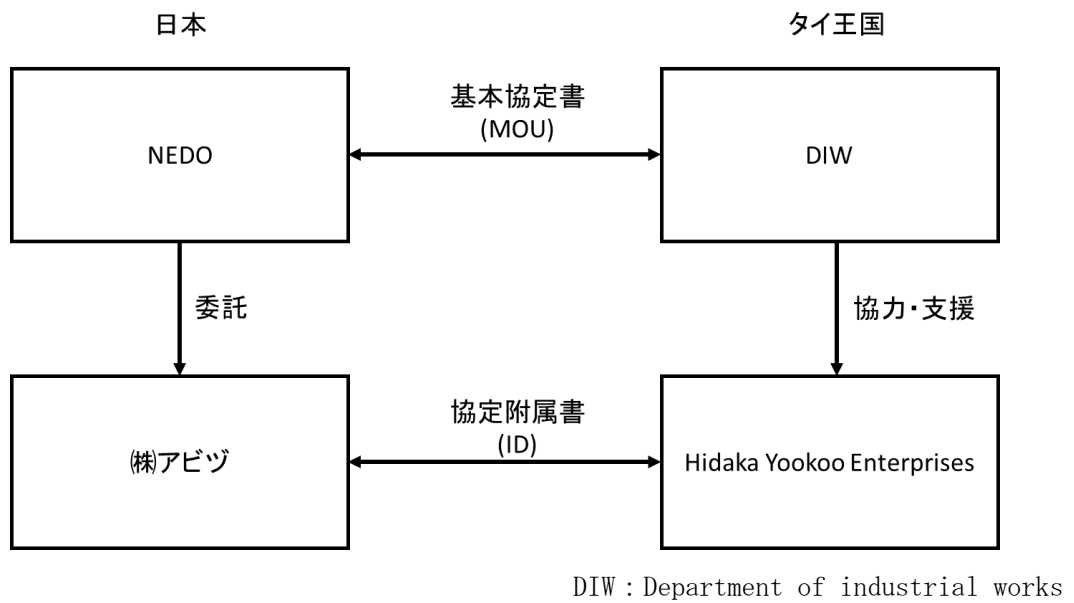 日本
タイ王国
NEDO
基本協定書
(MOU)
DIW
委託
協力・支援
㈱アビヅ
協定附属書
(ID)
Hidaka Yookoo Enterprises
DIW：Department of industrial works